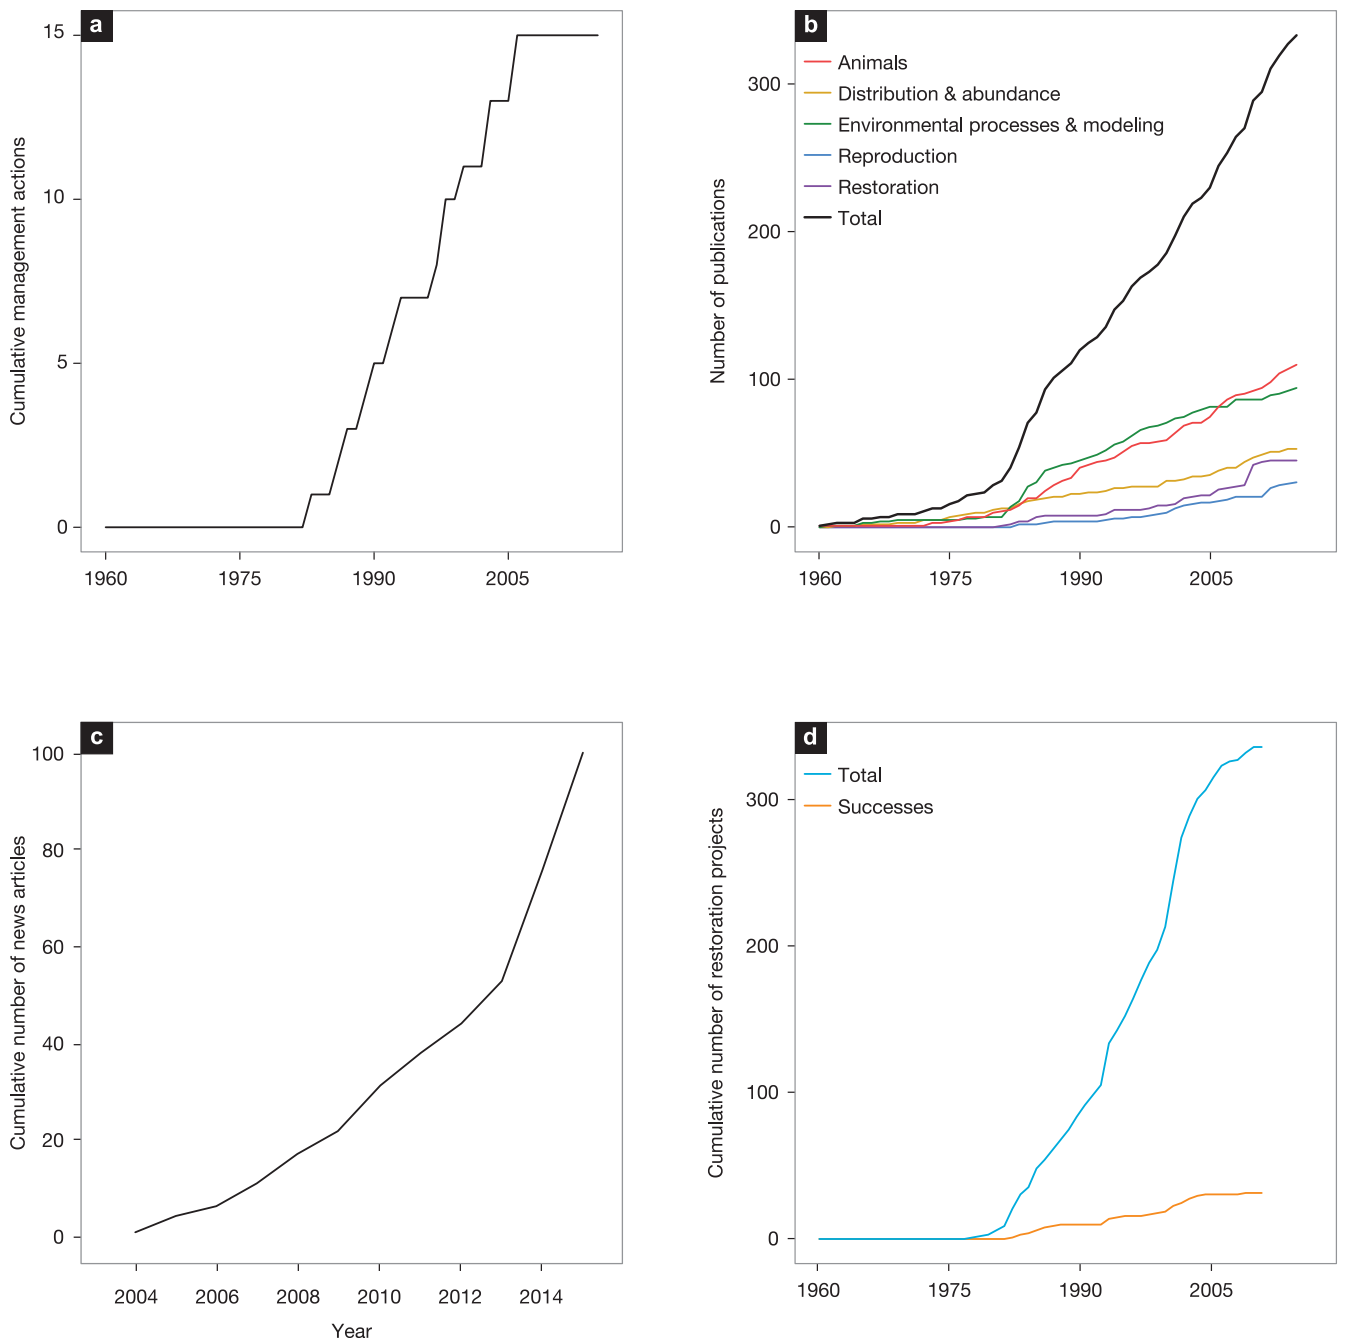 a
Cumulative management actions
15
10
5
0
1960 1975 1990 2005
b
Animals
Distribution & abundance
Environmental processes & modeling
Reproduction
Restoration
Total
Number of publications
300
200
100
0
1960 1975 1990 2005
c
Cumulative number of news articles
100
80
60
40
20
0
2004 2006 2008 2010 2012 2014
Year
d
Total
Successes
Cumulative number of restoration projects
300
200
100
0
1960 1975 1990 2005